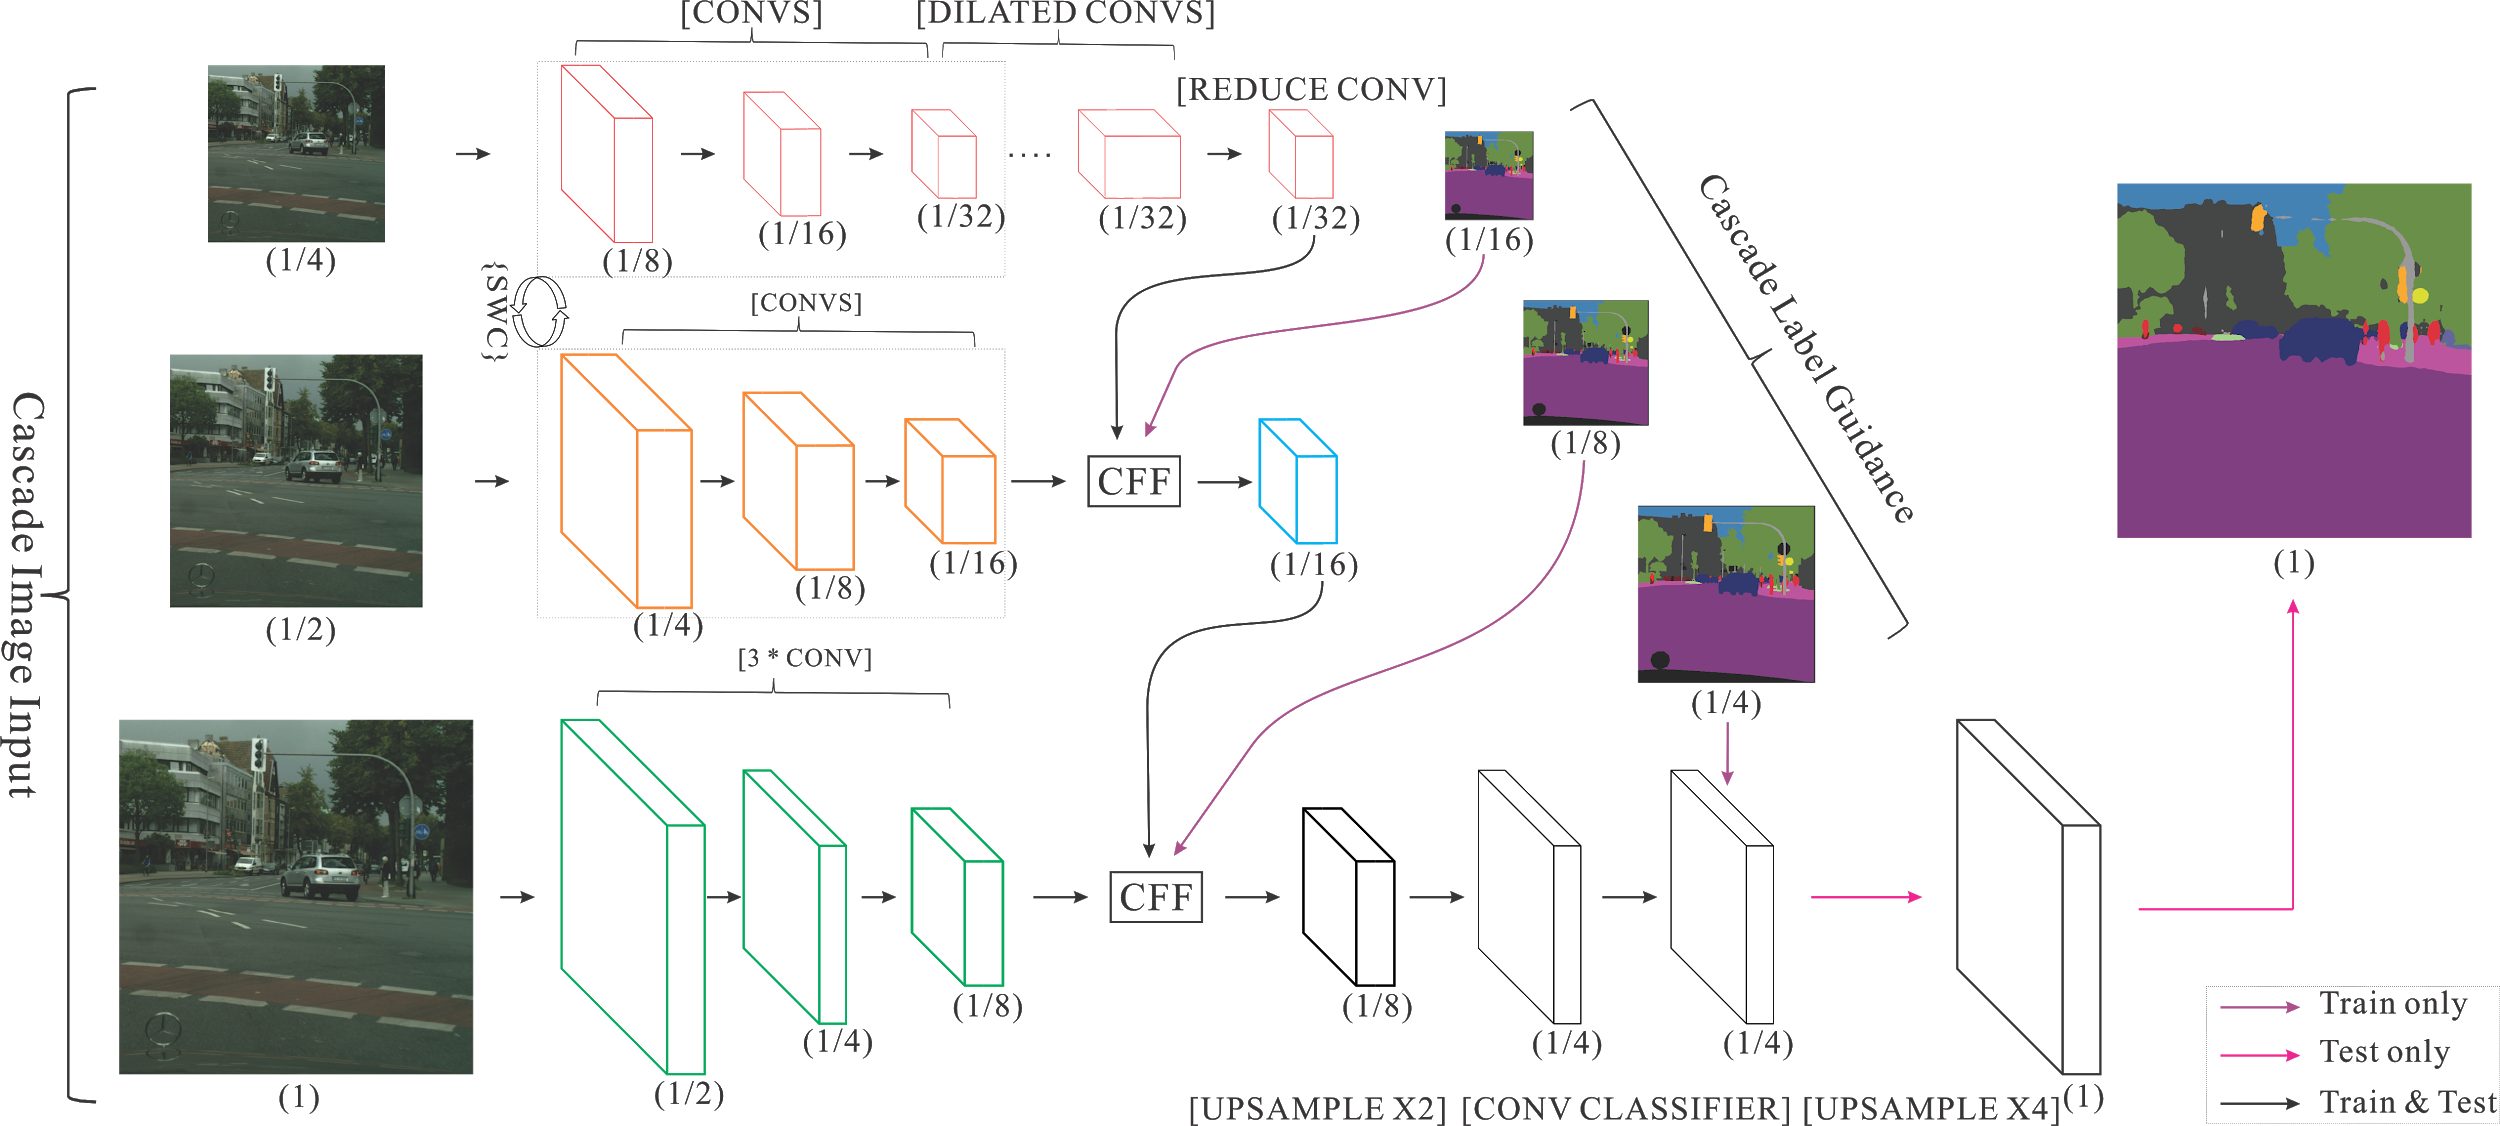 [CONVS]
[DILATED CONVS]
[REDUCE CONV]
(1/4)
(1/8)
(1/16)
(1/32)
(1/32)
(1/32)
(1/16)
{SWC}
[CONVS]
(1/2)
(1/4)
(1/8)
(1/16)
CFF
(1/16)
(1/8)
Cascade Label Guidance
(1)
Cascade Image Input
[3 * CONV]
(1/4)
(1)
(1/2)
(1/4)
(1/8)
CFF
(1/8)
(1/4)
(1/4)
(1)
[UPSAMPLE X2]
[CONV CLASSIFIER]
[UPSAMPLE X4]
Train only
Test only
Train & Test